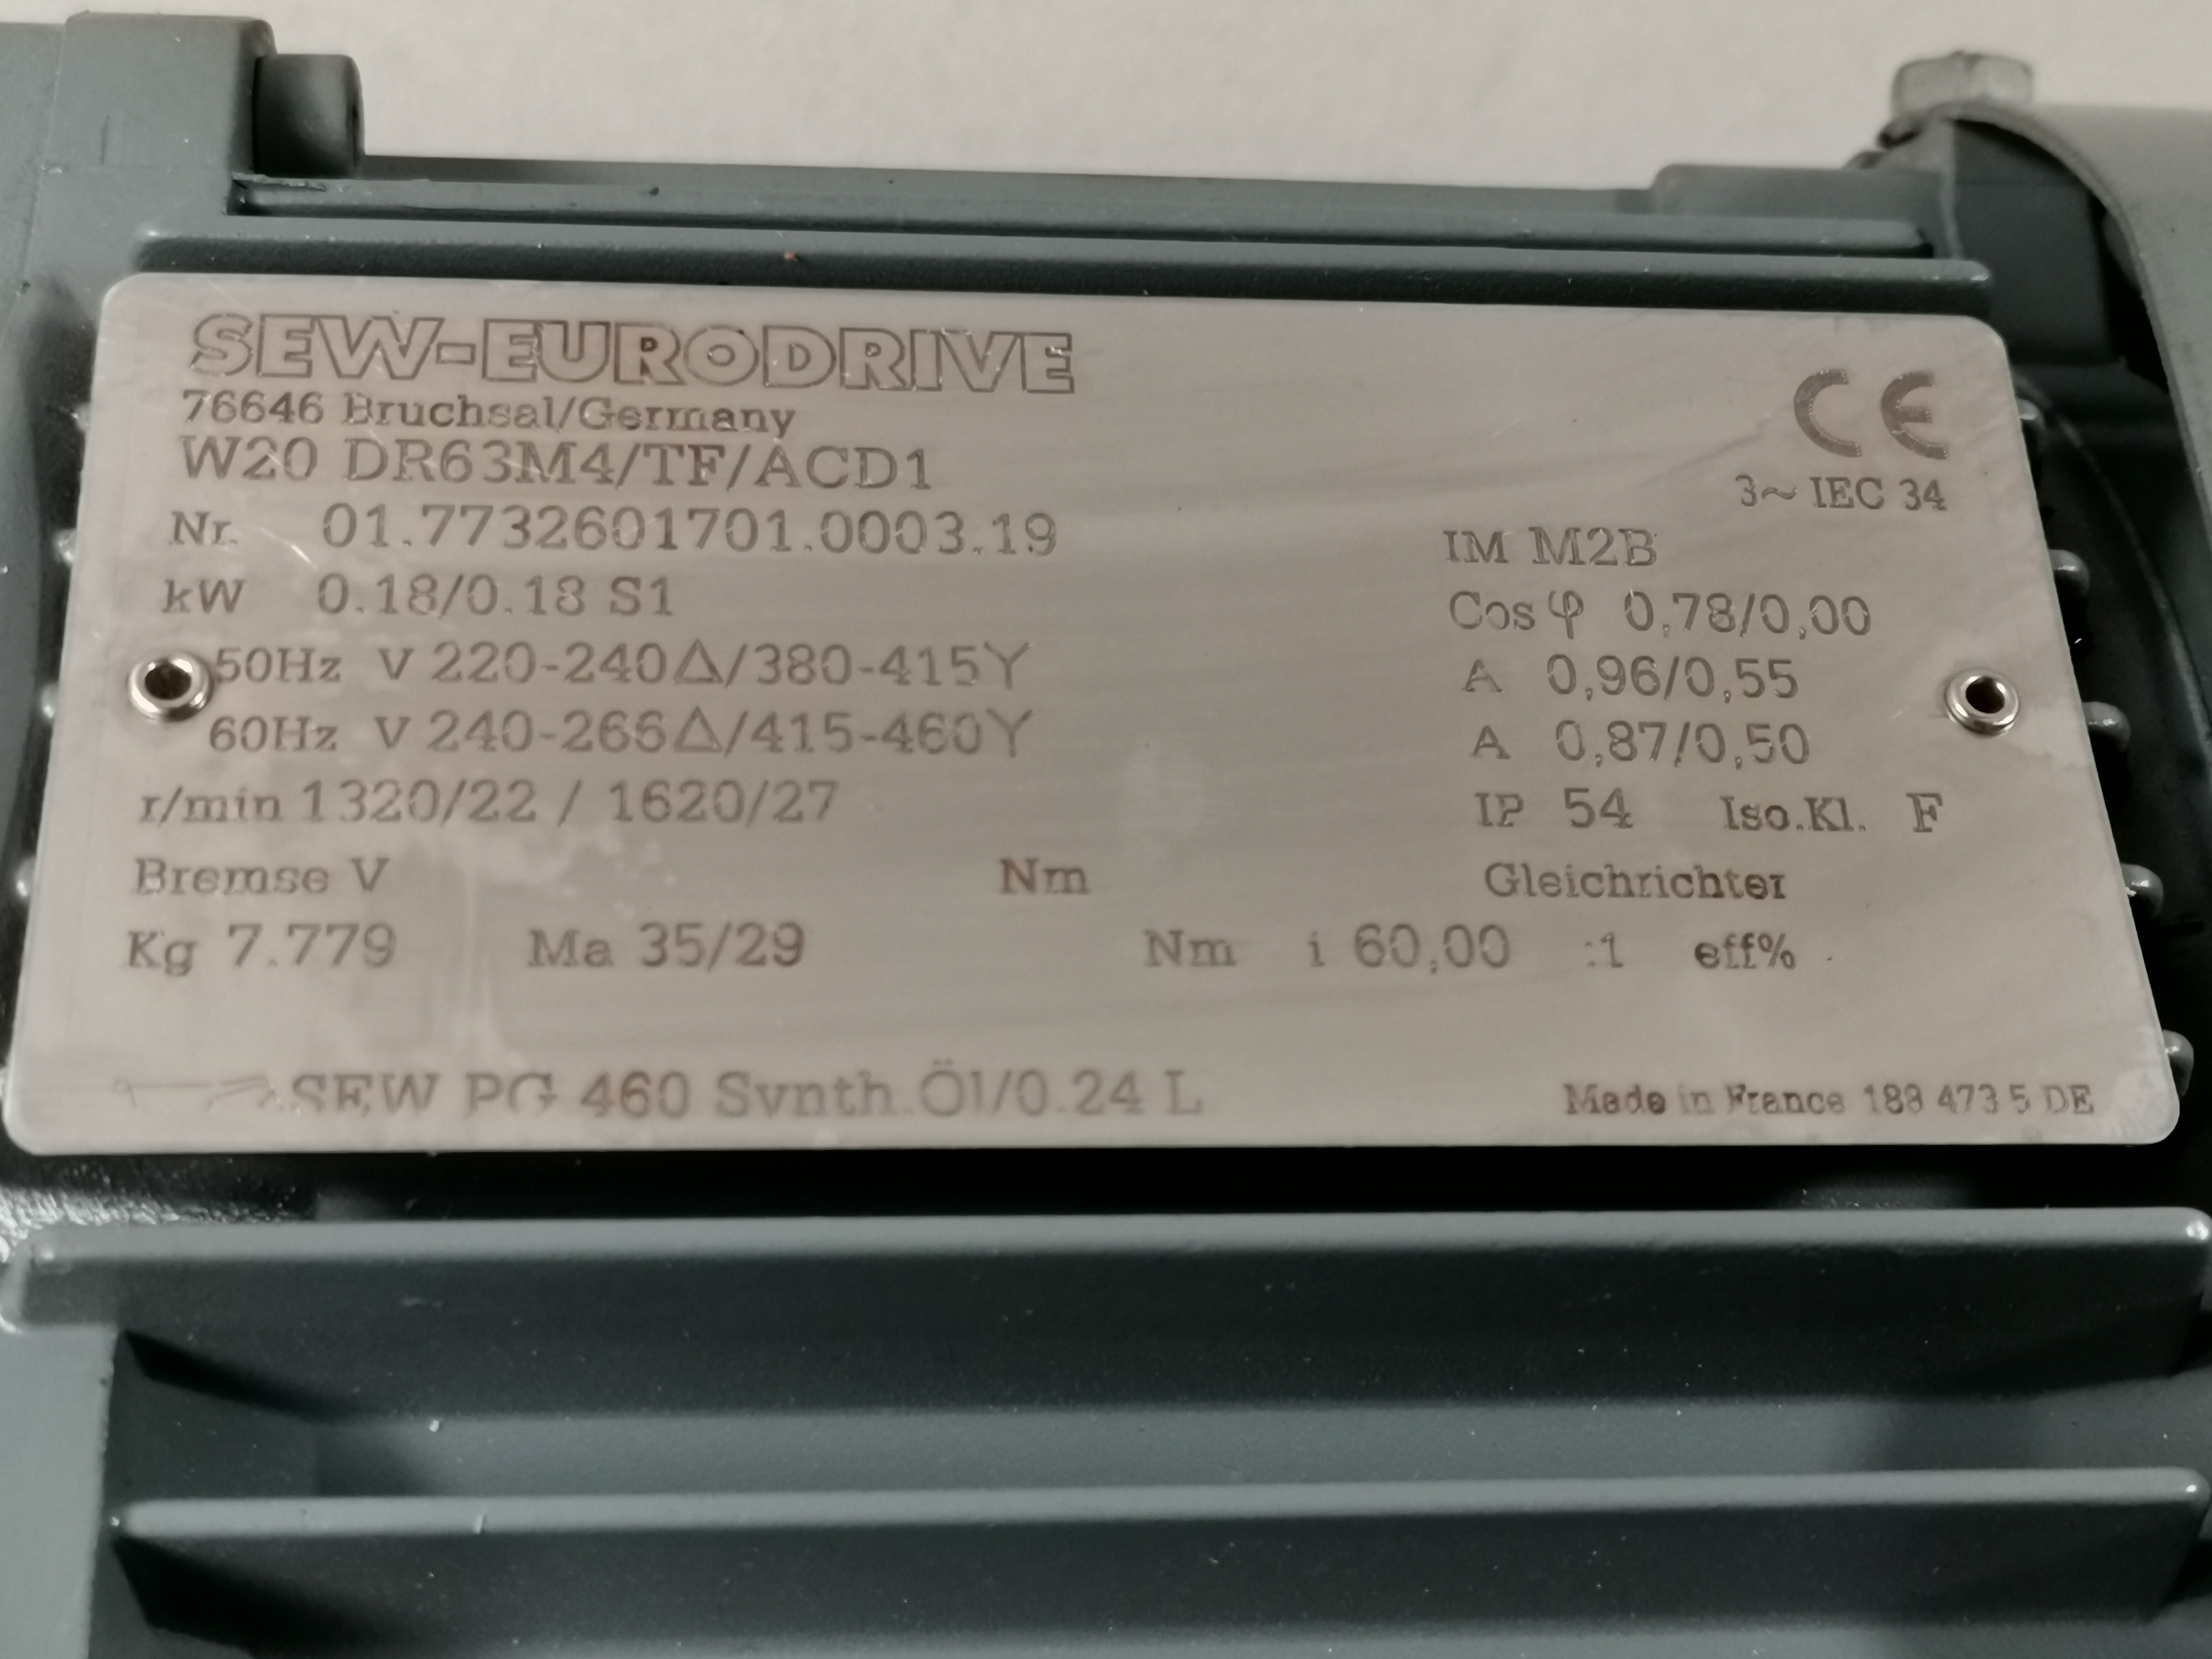 SEW-EURODRIVE
76646 Bruchsal/Germany
CE
W20 DR63M4/TF/ACD1
3~ IEC 34
Nr. 01.7732601701.0003.19
IM M2B
kW 0.18/0.18 S1
Cos φ 0,78/0,00
50Hz V 220-240Δ/380-415Y
A 0,96/0,55
60Hz V 240-266Δ/415-460Y
A 0,87/0,50
r/min 1320/22 / 1620/27
IP 54 Iso.Kl. F
Bremse V Nm Gleichrichter
Kg 7.779 Ma 35/29 Nm i 60,00 :1 eff%
SEW PG 460 Synth.Öl/0.24 L
Made in France 188 473 5 DE